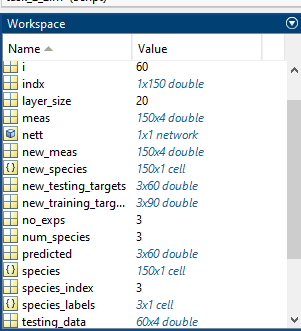 Workspace
Name Value
i 60
indx 1x150 double
layer_size 20
meas 150x4 double
nett 1x1 network
new_meas 150x4 double
new_species 150x1 cell
new_testing_targets 3x60 double
new_training_targ... 3x90 double
no_exps 3
num_species 3
predicted 3x60 double
species 150x1 cell
species_index 3
species_labels 3x1 cell
testing_data 60x4 double